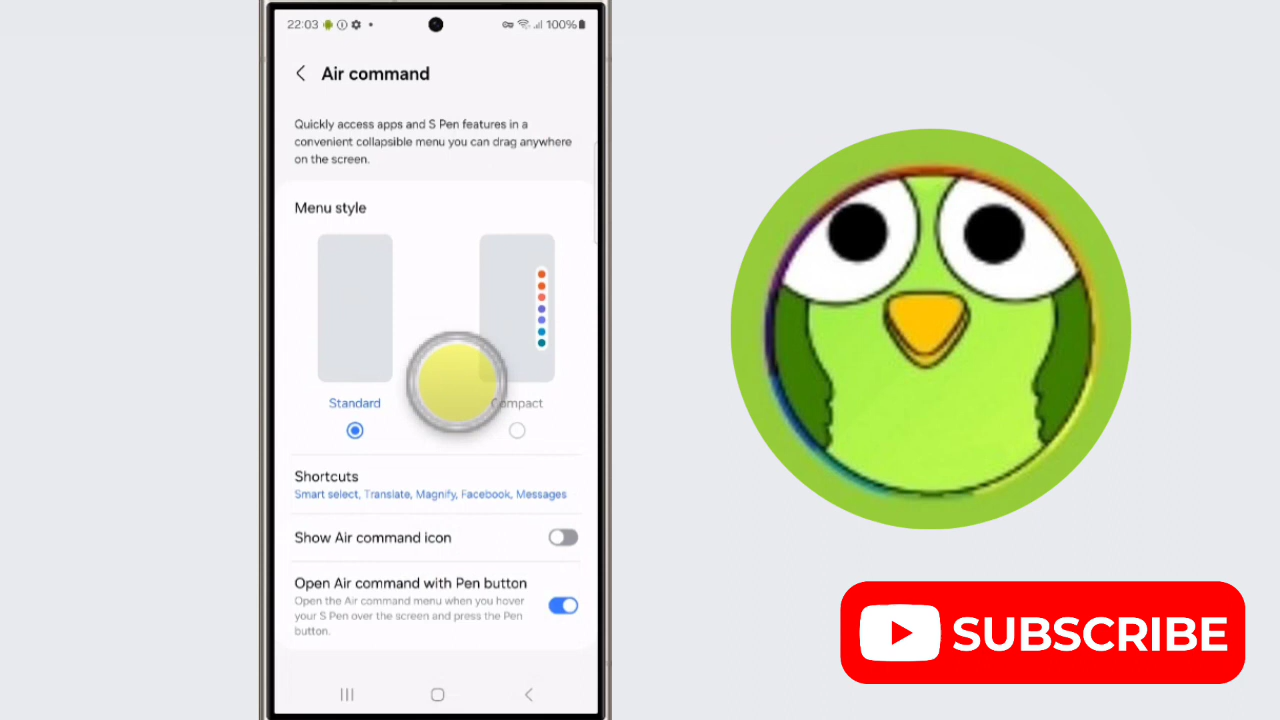 22:03
100%
Air command
Quickly access apps and S Pen features in a
convenient collapsible menu you can drag anywhere
on the screen.
Menu style
Standard
Compact
Shortcuts
Smart select, Translate, Magnify, Facebook, Messages
Show Air command icon
Open Air command with Pen button
Open the Air command menu when you hover
your S Pen over the screen and press the Pen
button.
SUBSCRIBE